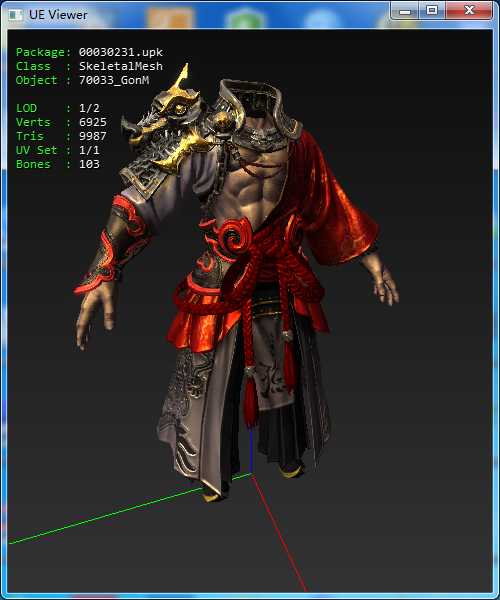 UE Viewer
Package: 00030231.upk
Class : SkeletalMesh
Object : 70033_GonM
LOD : 1/2
Verts : 6925
Tris : 9987
UV Set : 1/1
Bones : 103